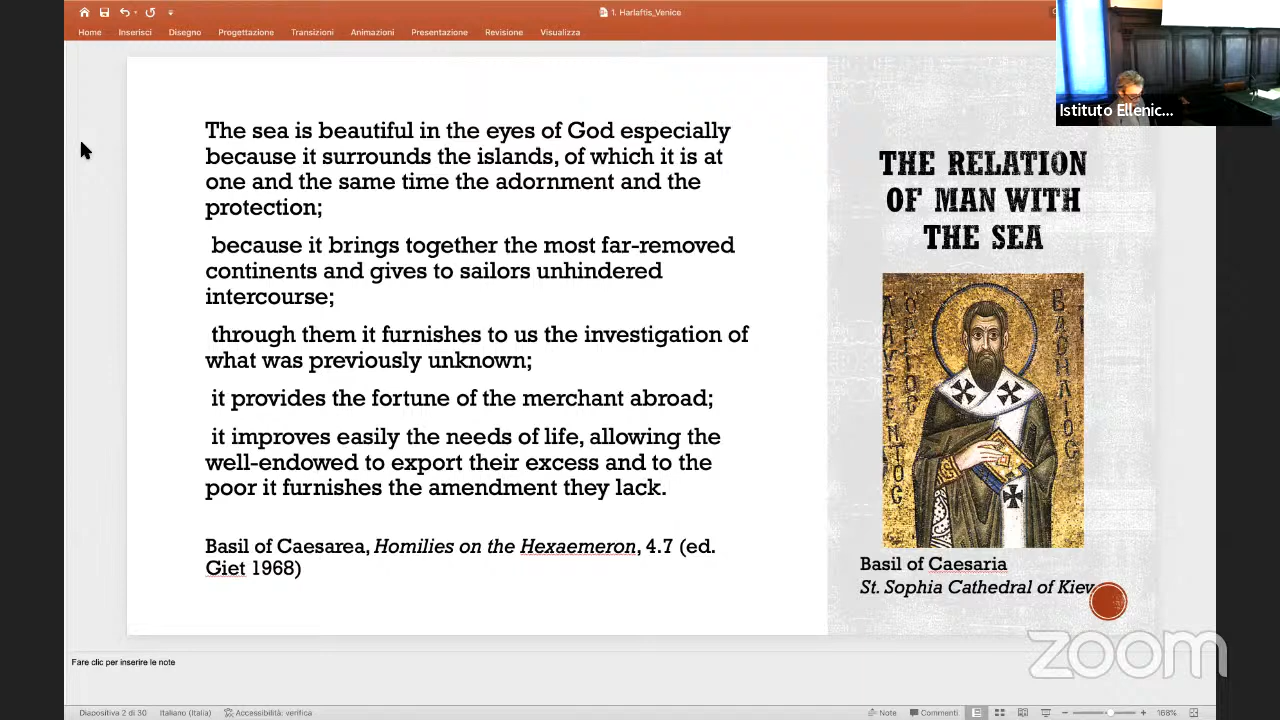 1. Harlaftis_Venice
Home Inserisci Disegno Progettazione Transizioni Animazioni Presentazione Revisione Visualizza
Istituto Ellenic...
The sea is beautiful in the eyes of God especially
because it surrounds the islands, of which it is at
one and the same time the adornment and the
protection;
because it brings together the most far-removed
continents and gives to sailors unhindered
intercourse;
through them it furnishes to us the investigation of
what was previously unknown;
it provides the fortune of the merchant abroad;
it improves easily the needs of life, allowing the
well-endowed to export their excess and to the
poor it furnishes the amendment they lack.
Basil of Caesarea, Homilies on the Hexaemeron, 4.7 (ed.
Giet 1968)
THE RELATION
OF MAN WITH
THE SEA
Basil of Caesaria
St. Sophia Cathedral of Kiev
zoom
Fare clic per inserire le note
Diapositiva 2 di 30 Italiano (Italia) Accessibilità: verifica Note Commenti 168%